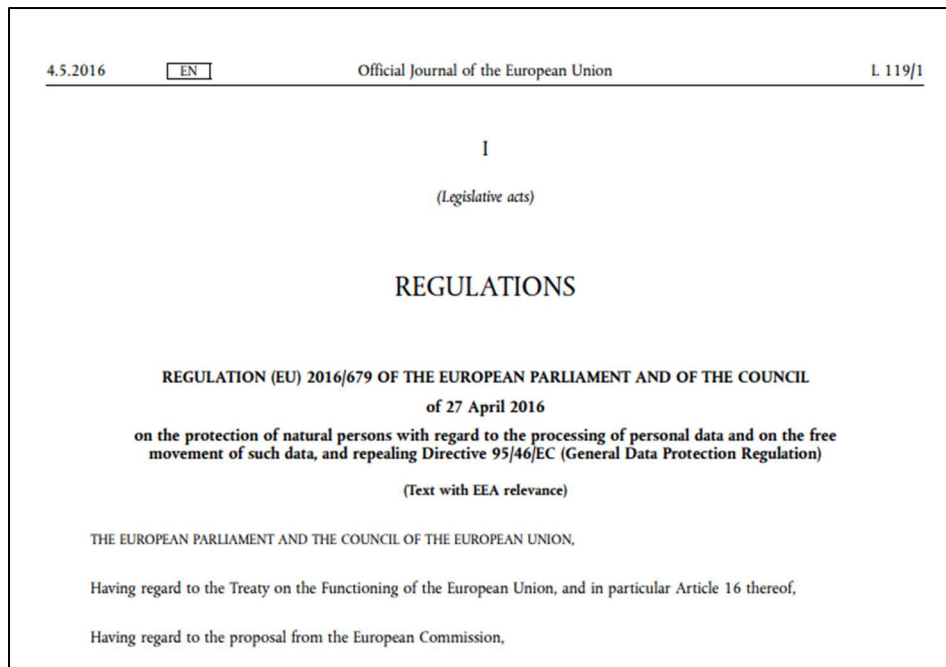 4.5.2016 EN Official Journal of the European Union L 119/1
I
(Legislative acts)
REGULATIONS
REGULATION (EU) 2016/679 OF THE EUROPEAN PARLIAMENT AND OF THE COUNCIL
of 27 April 2016
on the protection of natural persons with regard to the processing of personal data and on the free
movement of such data, and repealing Directive 95/46/EC (General Data Protection Regulation)
(Text with EEA relevance)
THE EUROPEAN PARLIAMENT AND THE COUNCIL OF THE EUROPEAN UNION,
Having regard to the Treaty on the Functioning of the European Union, and in particular Article 16 thereof,
Having regard to the proposal from the European Commission,